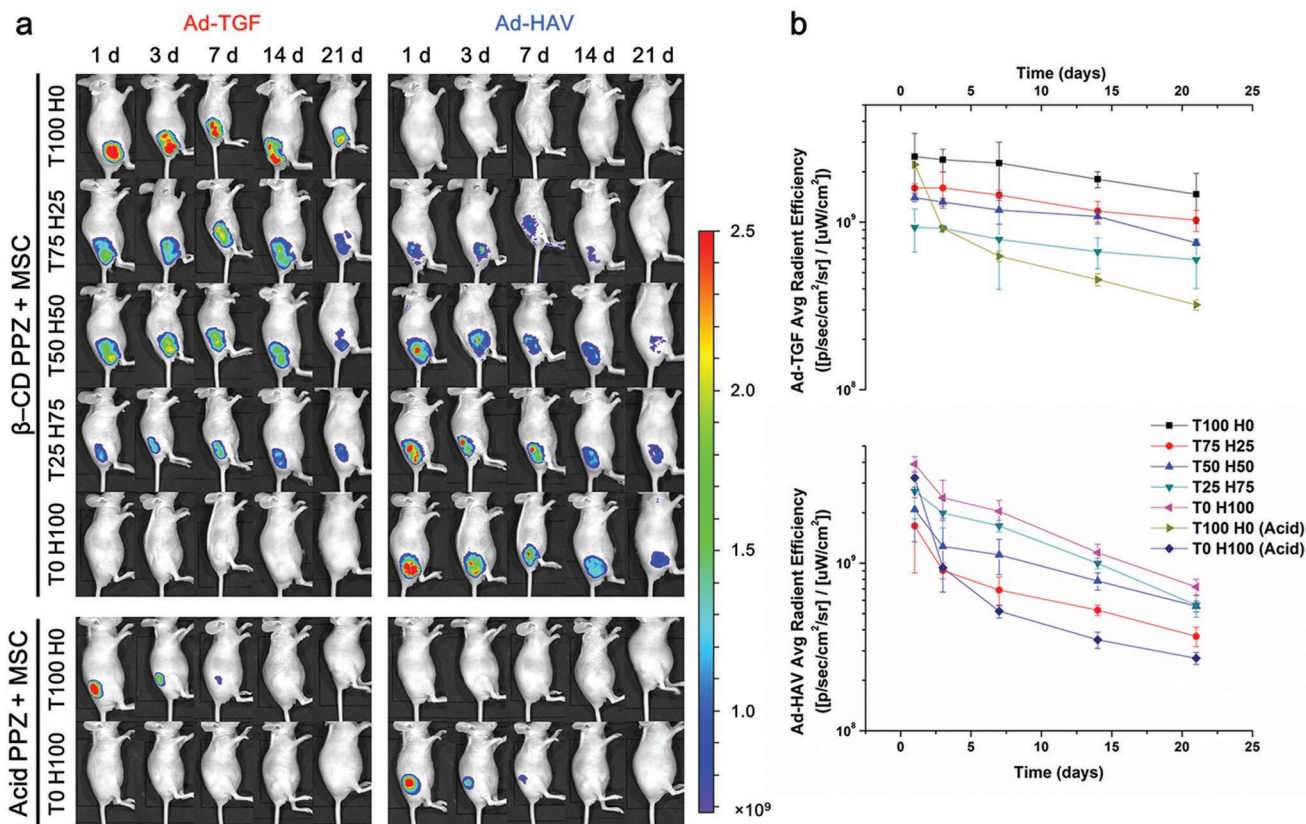 a
Ad-TGF
Ad-HAV
1 d 3 d 7 d 14 d 21 d
1 d 3 d 7 d 14 d 21 d
β–CD PPZ + MSC
T100 H0
T75 H25
T50 H50
T25 H75
T0 H100
Acid PPZ + MSC
T100 H0
T0 H100
2.5
2.0
1.5
1.0
×10⁹
b
Time (days)
0 5 10 15 20 25
Ad-TGF Avg Radient Efficiency
([p/sec/cm²/sr] / [uW/cm²])
10⁹
10⁸
Ad-HAV Avg Radient Efficiency
([p/sec/cm²/sr] / [uW/cm²])
10⁹
10⁸
T100 H0
T75 H25
T50 H50
T25 H75
T0 H100
T100 H0 (Acid)
T0 H100 (Acid)
0 5 10 15 20 25
Time (days)